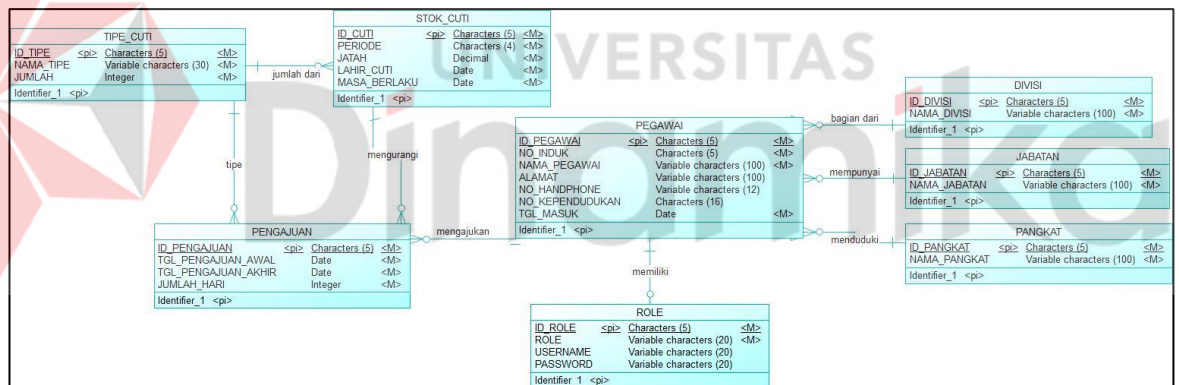 UNIVERSITAS
Dinamika
TIPE_CUTI
ID_TIPE <pi> Characters (5) <M>
NAMA_TIPE Variable characters (30) <M>
JUMLAH Integer <M>
Identifier_1 <pi>
jumlah dari
STOK_CUTI
ID_CUTI <pi> Characters (5) <M>
PERIODE Characters (4) <M>
JATAH Decimal <M>
LAHIR_CUTI Date <M>
MASA_BERLAKU Date <M>
Identifier_1 <pi>
tipe
mengurangi
PEGAWAI
ID_PEGAWAI <pi> Characters (5) <M>
NO_INDUK Characters (5) <M>
NAMA_PEGAWAI Variable characters (100) <M>
ALAMAT Variable characters (100)
NO_HANDPHONE Variable characters (12)
NO_KEPENDUDUKAN Characters (16)
TGL_MASUK Date <M>
Identifier_1 <pi>
bagian dari
mempunyai
menduduki
DIVISI
ID_DIVISI <pi> Characters (5) <M>
NAMA_DIVISI Variable characters (100) <M>
Identifier_1 <pi>
JABATAN
ID_JABATAN <pi> Characters (5) <M>
NAMA_JABATAN Variable characters (100) <M>
Identifier_1 <pi>
PANGKAT
ID_PANGKAT <pi> Characters (5) <M>
NAMA_PANGKAT Variable characters (100) <M>
Identifier_1 <pi>
PENGAJUAN
ID_PENGAJUAN <pi> Characters (5) <M>
TGL_PENGAJUAN_AWAL Date <M>
TGL_PENGAJUAN_AKHIR Date <M>
JUMLAH_HARI Integer <M>
Identifier_1 <pi>
mengajukan
memiliki
ROLE
ID_ROLE <pi> Characters (5) <M>
ROLE Variable characters (20) <M>
USERNAME Variable characters (20)
PASSWORD Variable characters (20)
Identifier_1 <pi>